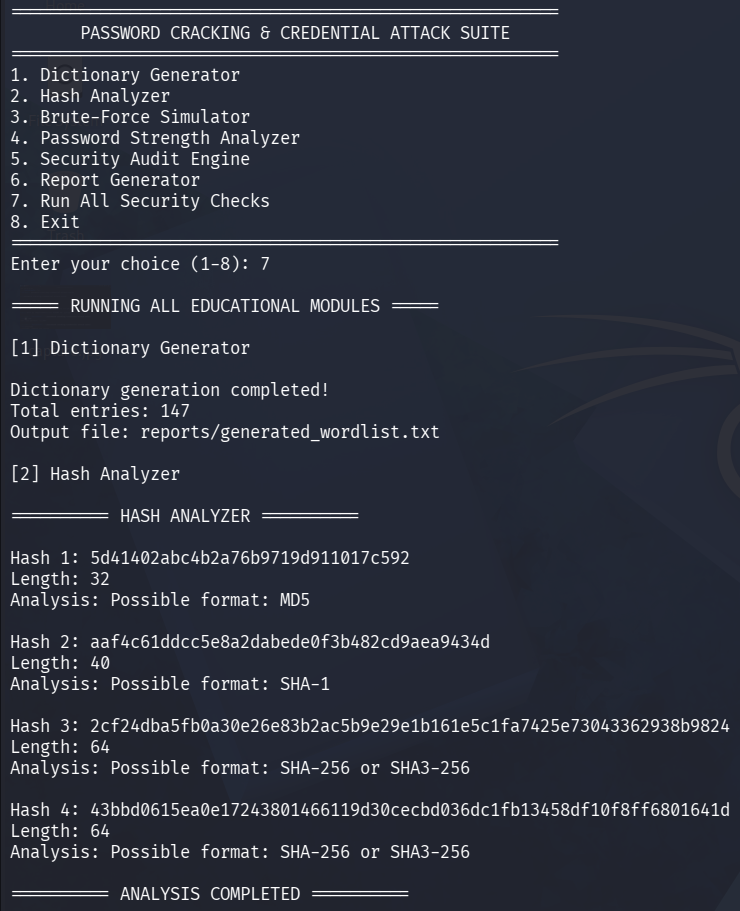 ══════════════════════════════════════════════════
PASSWORD CRACKING & CREDENTIAL ATTACK SUITE
══════════════════════════════════════════════════
1. Dictionary Generator
2. Hash Analyzer
3. Brute-Force Simulator
4. Password Strength Analyzer
5. Security Audit Engine
6. Report Generator
7. Run All Security Checks
8. Exit
══════════════════════════════════════════════════
Enter your choice (1-8): 7
===== RUNNING ALL EDUCATIONAL MODULES =====
[1] Dictionary Generator
Dictionary generation completed!
Total entries: 147
Output file: reports/generated_wordlist.txt
[2] Hash Analyzer
========== HASH ANALYZER ==========
Hash 1: 5d41402abc4b2a76b9719d911017c592
Length: 32
Analysis: Possible format: MD5
Hash 2: aaf4c61ddcc5e8a2dabede0f3b482cd9aea9434d
Length: 40
Analysis: Possible format: SHA-1
Hash 3: 2cf24dba5fb0a30e26e83b2ac5b9e29e1b161e5c1fa7425e73043362938b9824
Length: 64
Analysis: Possible format: SHA-256 or SHA3-256
Hash 4: 43bbd0615ea0e17243801466119d30cecbd036dc1fb13458df10f8ff6801641d
Length: 64
Analysis: Possible format: SHA-256 or SHA3-256
========== ANALYSIS COMPLETED ==========